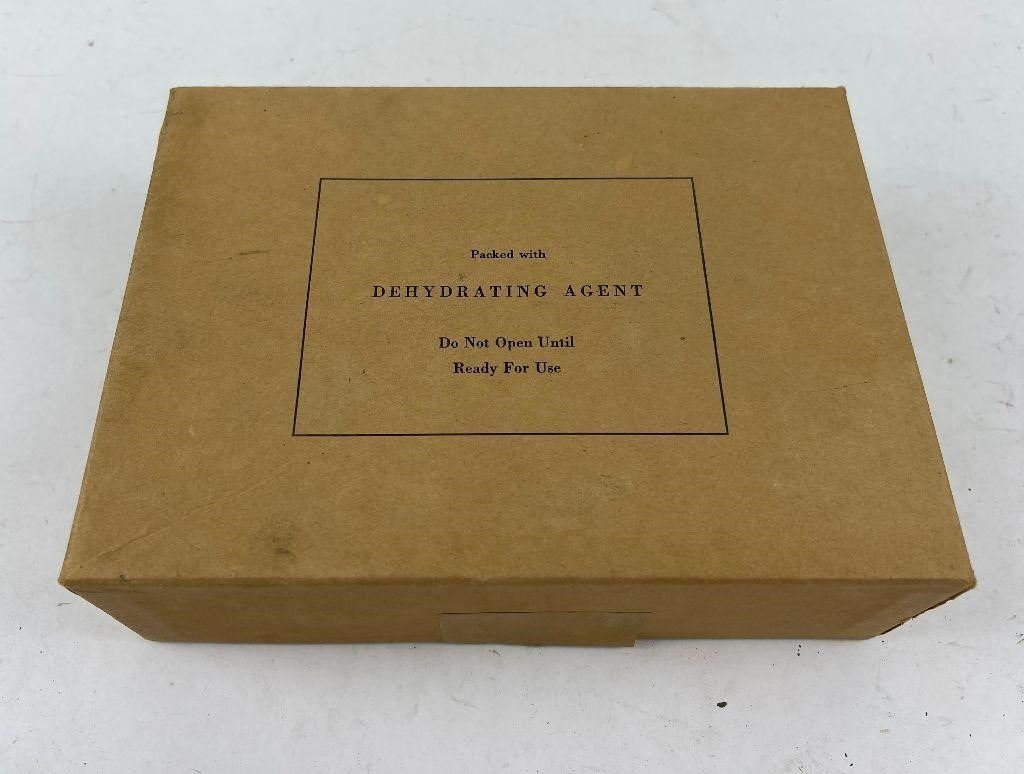 Packed with
DEHYDRATING AGENT
Do Not Open Until
Ready For Use